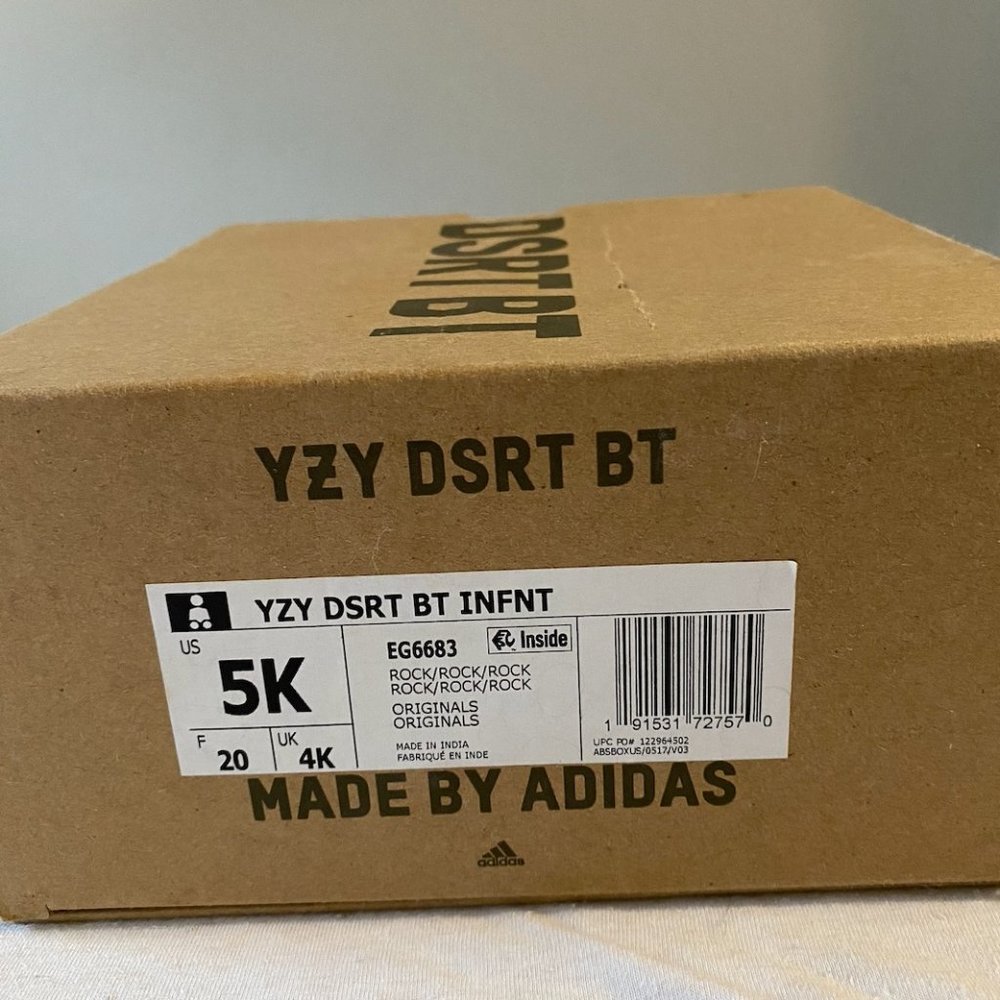 DSRT BT
YZY DSRT BT
YZY DSRT BT INFNT
US
5K
F
20
UK
4K
EG6683
Inside
ROCK/ROCK/ROCK
ROCK/ROCK/ROCK
ORIGINALS
ORIGINALS
MADE IN INDIA
FABRIQUÉ EN INDE
1 91531 72757 0
UPC PO# 122964502
ABSBOXUS/0517/V03
MADE BY ADIDAS
adidas